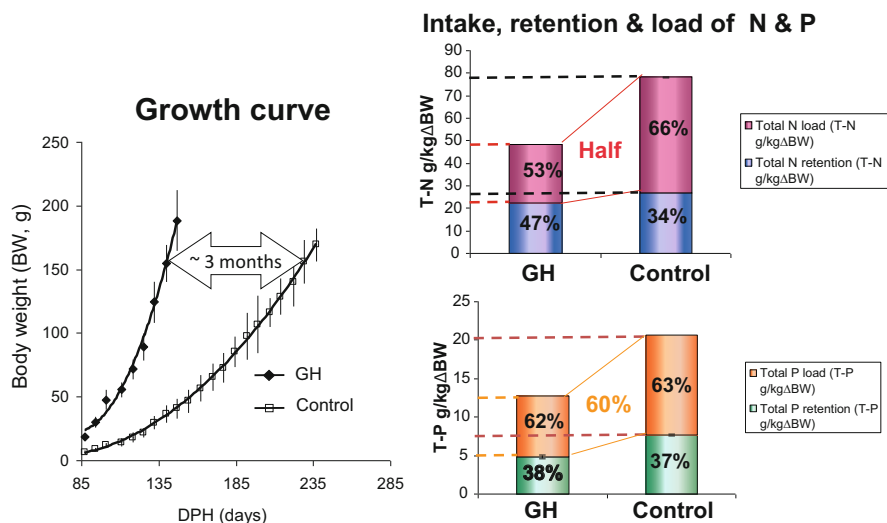 Intake, retention & load of N & P
Growth curve
250
200
150
100
50
0
85
135
185
235
285
Body weight (BW, g)
DPH (days)
~ 3 months
GH
Control
90
80
70
60
50
40
30
20
10
0
T-N g/kgΔBW
66%
Half
53%
47%
34%
GH
Control
Total N load (T-N
g/kgΔBW)
Total N retention (T-N
g/kgΔBW)
25
20
15
10
5
0
T-P g/kgΔBW
63%
60%
62%
38%
37%
GH
Control
Total P load (T-P
g/kgΔBW)
Total P retention (T-P
g/kgΔBW)